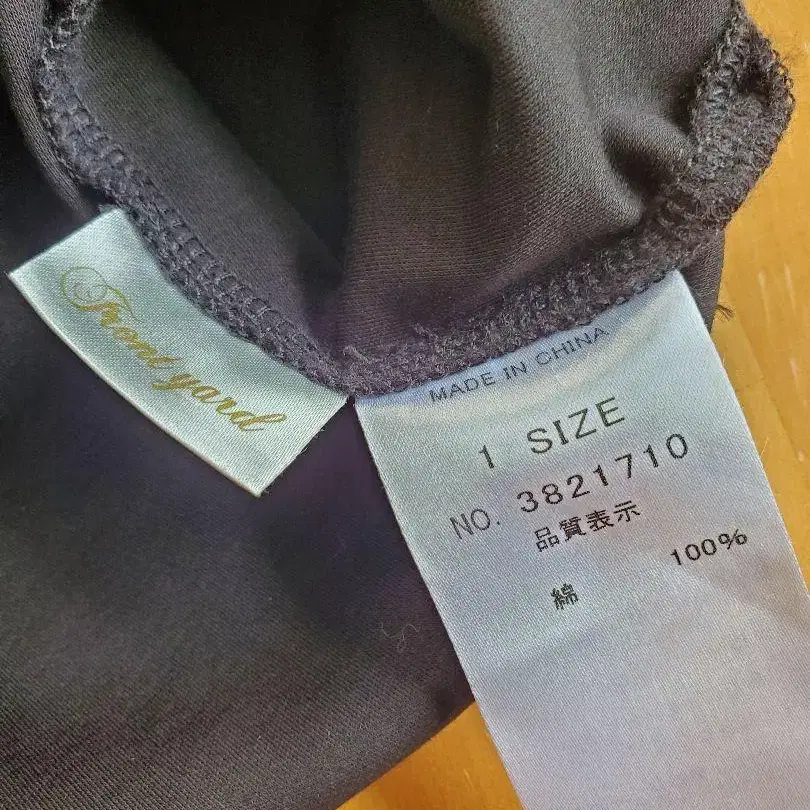 Front yard
MADE IN CHINA
1 SIZE
NO. 3821710
品質表示
綿 100%